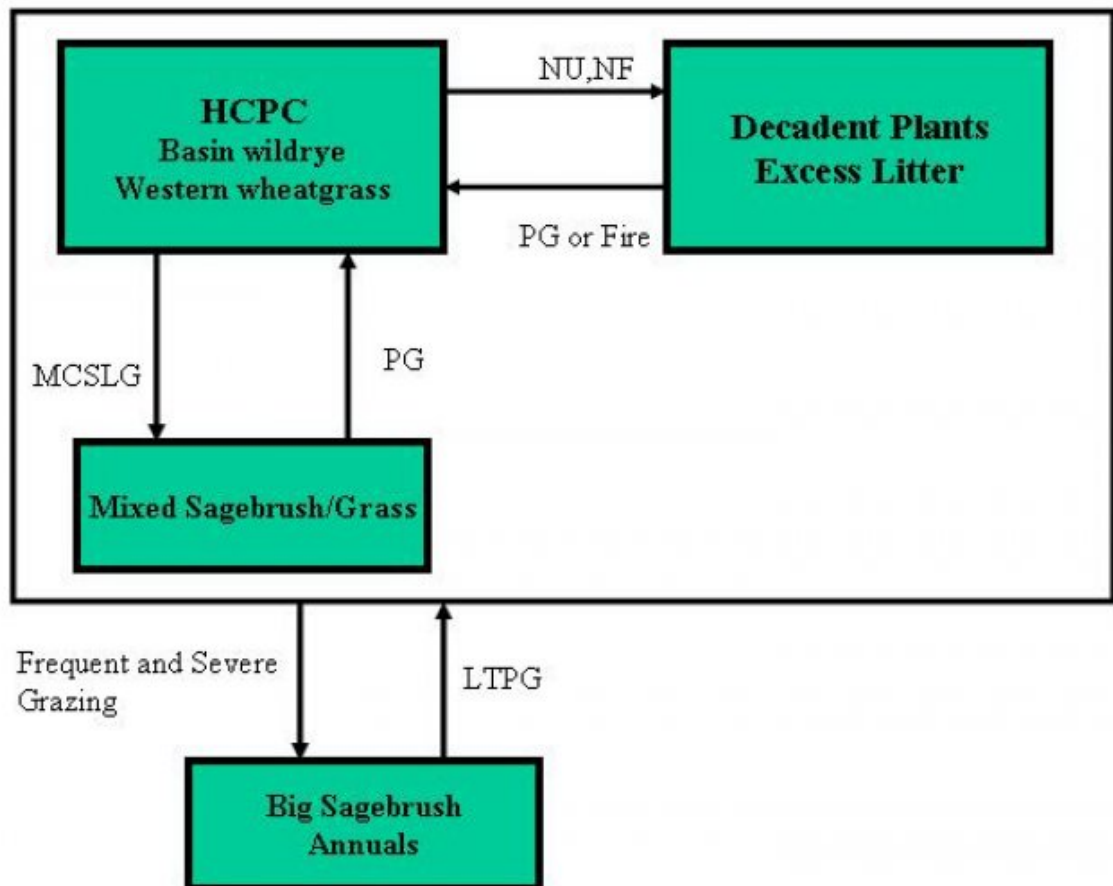 HCPC
Basin wildrye
Western wheatgrass
NU,NF
Decadent Plants
Excess Litter
PG or Fire
MCSLG
PG
Mixed Sagebrush/Grass
Frequent and Severe
Grazing
LTPG
Big Sagebrush
Annuals